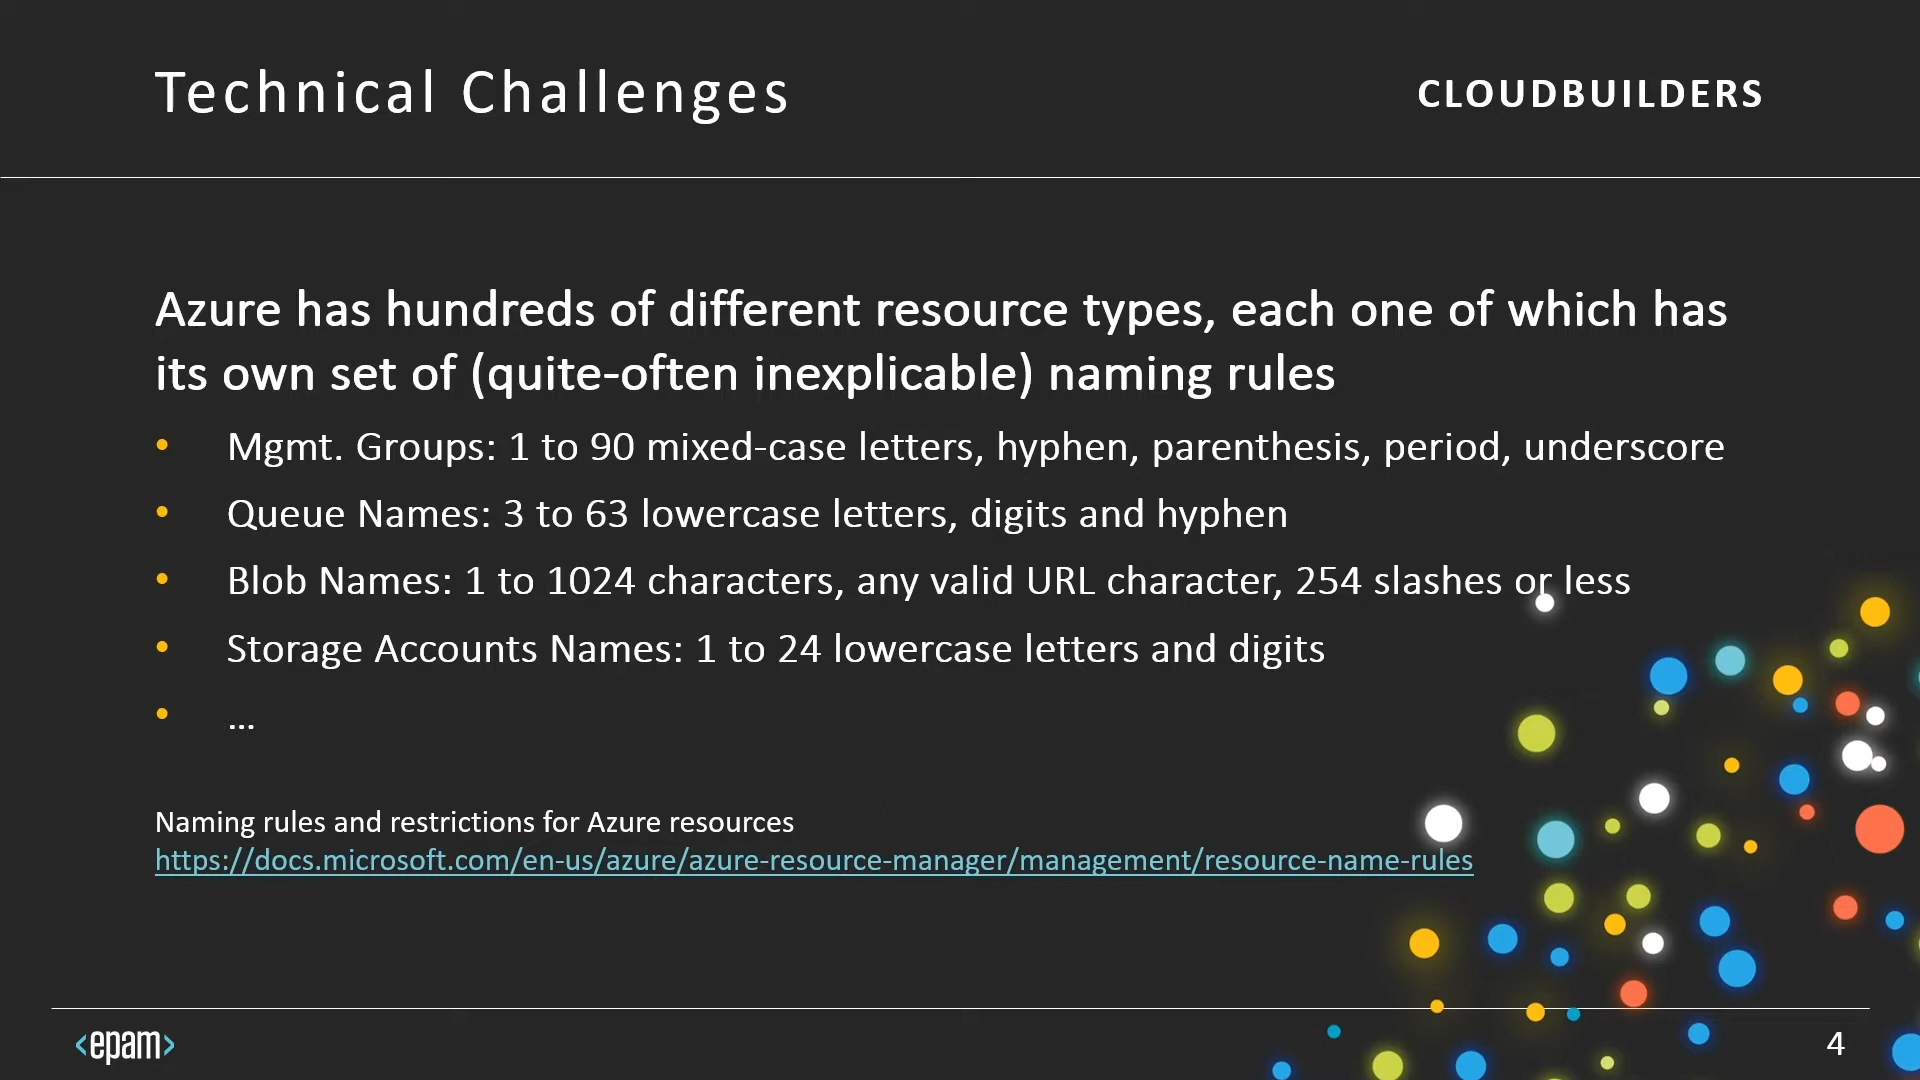 Technical Challenges
CLOUDBUILDERS
Azure has hundreds of different resource types, each one of which has
its own set of (quite-often inexplicable) naming rules
• Mgmt. Groups: 1 to 90 mixed-case letters, hyphen, parenthesis, period, underscore
• Queue Names: 3 to 63 lowercase letters, digits and hyphen
• Blob Names: 1 to 1024 characters, any valid URL character, 254 slashes or less
• Storage Accounts Names: 1 to 24 lowercase letters and digits
• ...
Naming rules and restrictions for Azure resources
https://docs.microsoft.com/en-us/azure/azure-resource-manager/management/resource-name-rules
<epam>
4